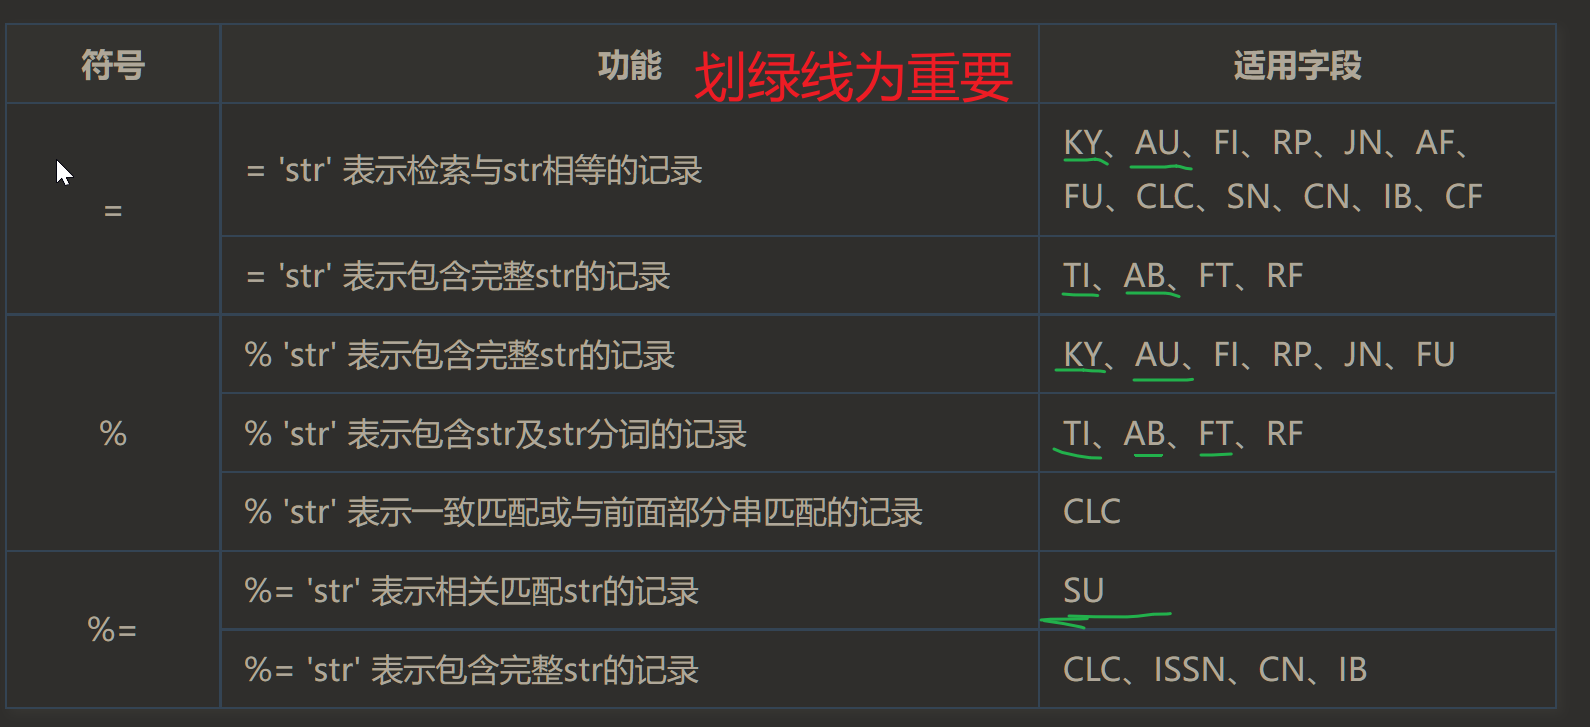 符号
功能
划绿线为重要
适用字段
=
= 'str' 表示检索与str相等的记录
KY、AU、FI、RP、JN、AF、
FU、CLC、SN、CN、IB、CF
= 'str' 表示包含完整str的记录
TI、AB、FT、RF
%
% 'str' 表示包含完整str的记录
KY、AU、FI、RP、JN、FU
% 'str' 表示包含str及str分词的记录
TI、AB、FT、RF
% 'str' 表示一致匹配或与前面部分串匹配的记录
CLC
%=
%= 'str' 表示相关匹配str的记录
SU
%= 'str' 表示包含完整str的记录
CLC、ISSN、CN、IB